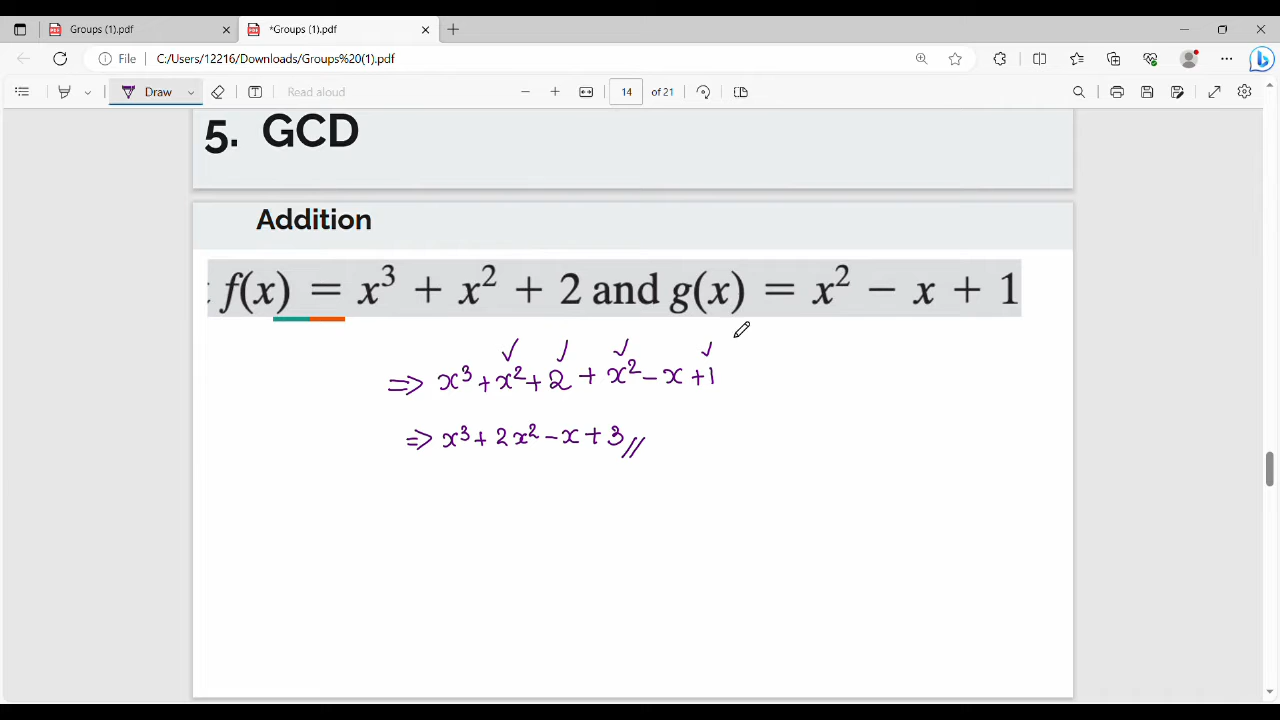 Groups (1).pdf
*Groups (1).pdf
File C:/Users/12216/Downloads/Groups%20(1).pdf
Draw
Read aloud
14 of 21
5. GCD
Addition
f(x) = x³ + x² + 2 and g(x) = x² − x + 1
⇒ x³ + x² + 2 + x² − x + 1
⇒ x³ + 2x² − x + 3 //